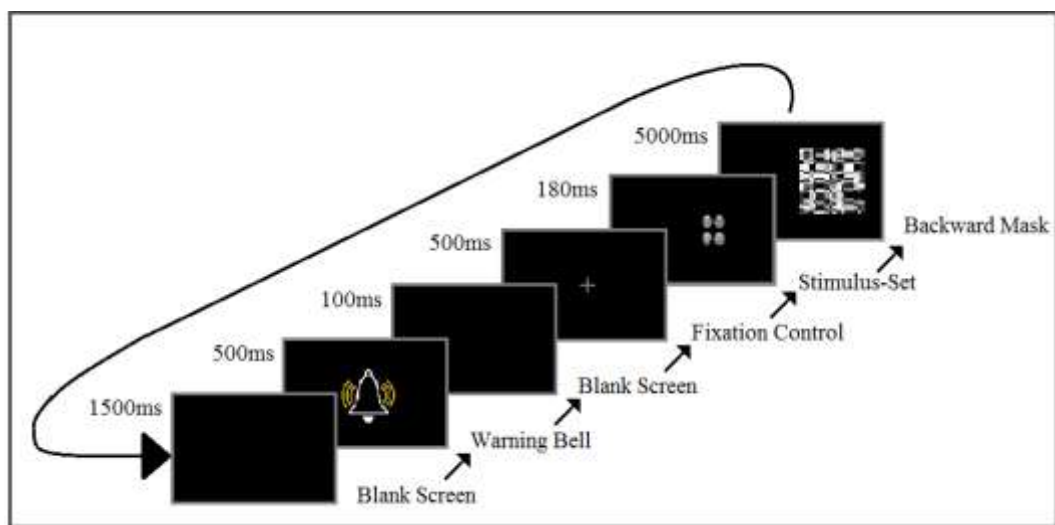 5000ms
180ms
500ms
100ms
500ms
1500ms
Backward Mask
Stimulus-Set
Fixation Control
Blank Screen
Warning Bell
Blank Screen